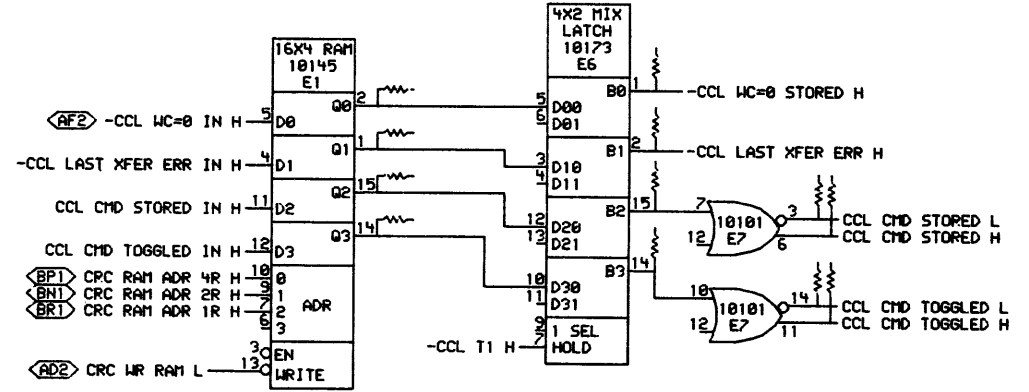 4X2 MIX
LATCH
10173
E6
16X4 RAM
10145
E1
2 Q0
5 D0
1 Q1
4 D1
15 Q2
11 D2
14 Q3
12 D3
10 0
9 1
7 2
6 3
ADR
3 EN
13 WRITE
AF2 -CCL WC=0 IN H
-CCL LAST XFER ERR IN H
CCL CMD STORED IN H
CCL CMD TOGGLED IN H
BP1 CRC RAM ADR 4R H
BN1 CRC RAM ADR 2R H
BR1 CRC RAM ADR 1R H
AD2 CRC WR RAM L
B0 1 -CCL WC=0 STORED H
5 D00
6 D01
B1 2 -CCL LAST XFER ERR H
3 D10
4 D11
B2 15
12 D20
13 D21
B3 14
10 D30
11 D31
9 1 SEL
-CCL T1 H 7 HOLD
7
12
10101
E7
3 CCL CMD STORED L
6 CCL CMD STORED H
10
12
10101
E7
14 CCL CMD TOGGLED L
11 CCL CMD TOGGLED H